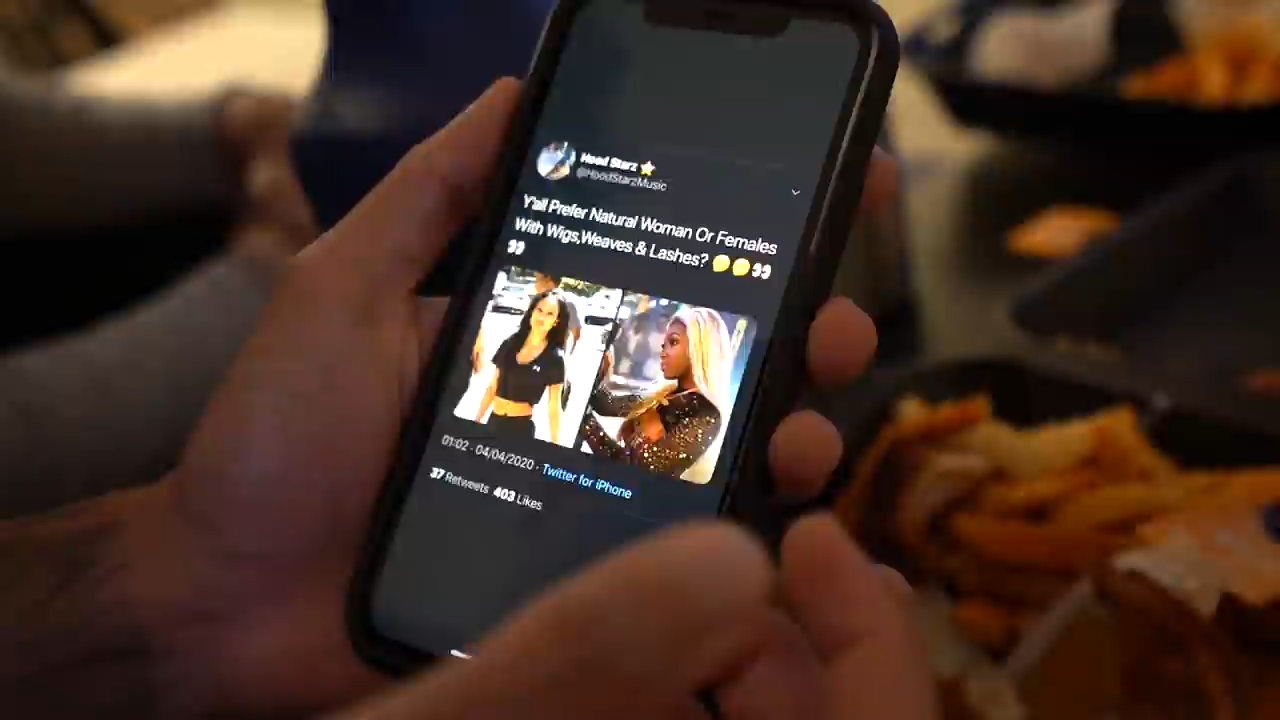 Hood Starz ⭐
@HoodStarzMusic
Y'all Prefer Natural Woman Or Females
With Wigs,Weaves & Lashes? 🤔🤔👀
👀
01:02 · 04/04/2020 · Twitter for iPhone
37 Retweets 403 Likes